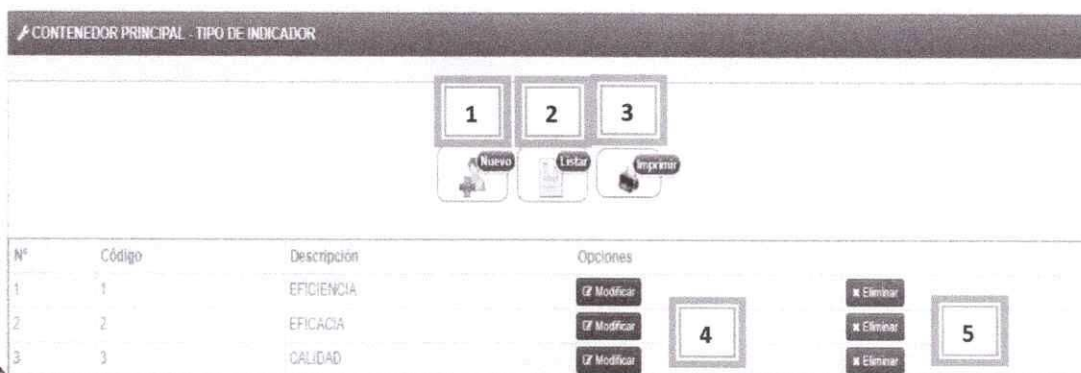 CONTENEDOR PRINCIPAL - TIPO DE INDICADOR
1 2 3
Nuevo Listar Imprimir
N° Código Descripción Opciones
1 1 EFICIENCIA Modificar Eliminar
2 2 EFICACIA Modificar 4 Eliminar 5
3 3 CALIDAD Modificar Eliminar